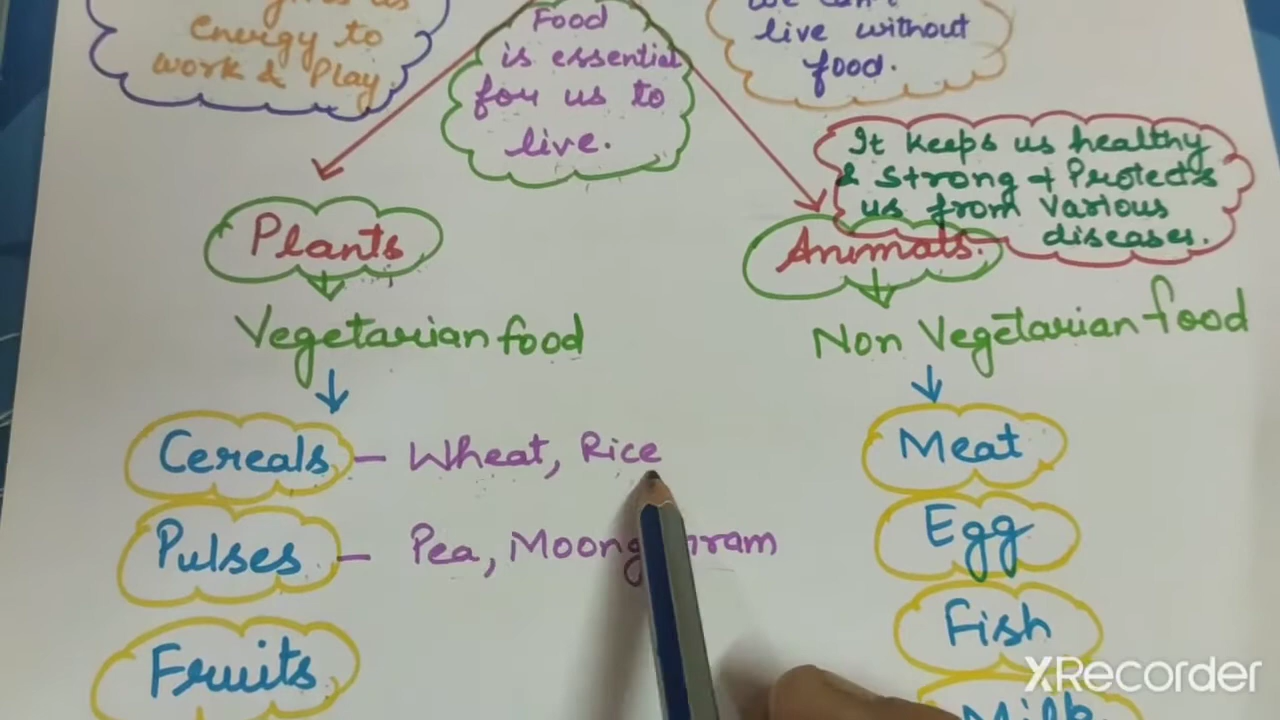 energy to
work & Play.
Food
is essential
for us to
live.
live without
food.
It keeps us healthy
& strong + Protects
us from various
diseases.
Plants
Animals.
Vegetarian food
Non Vegetarian food
Cereals - Wheat, Rice
Pulses - Pea, Moong
Fruits
Meat
Egg
Fish
Milk
XRecorder